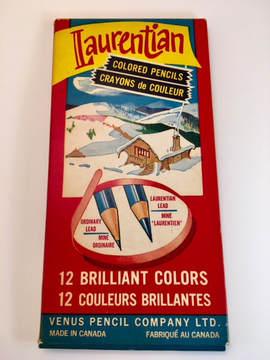 Laurentian
COLORED PENCILS
CRAYONS de COULEUR
LAURENTIAN
LEAD
MINE
"LAURENTIEN"
ORDINARY
LEAD
MINE
ORDINAIRE
12 BRILLIANT COLORS
12 COULEURS BRILLANTES
VENUS PENCIL COMPANY LTD.
MADE IN CANADA FABRIQUÉ AU CANADA